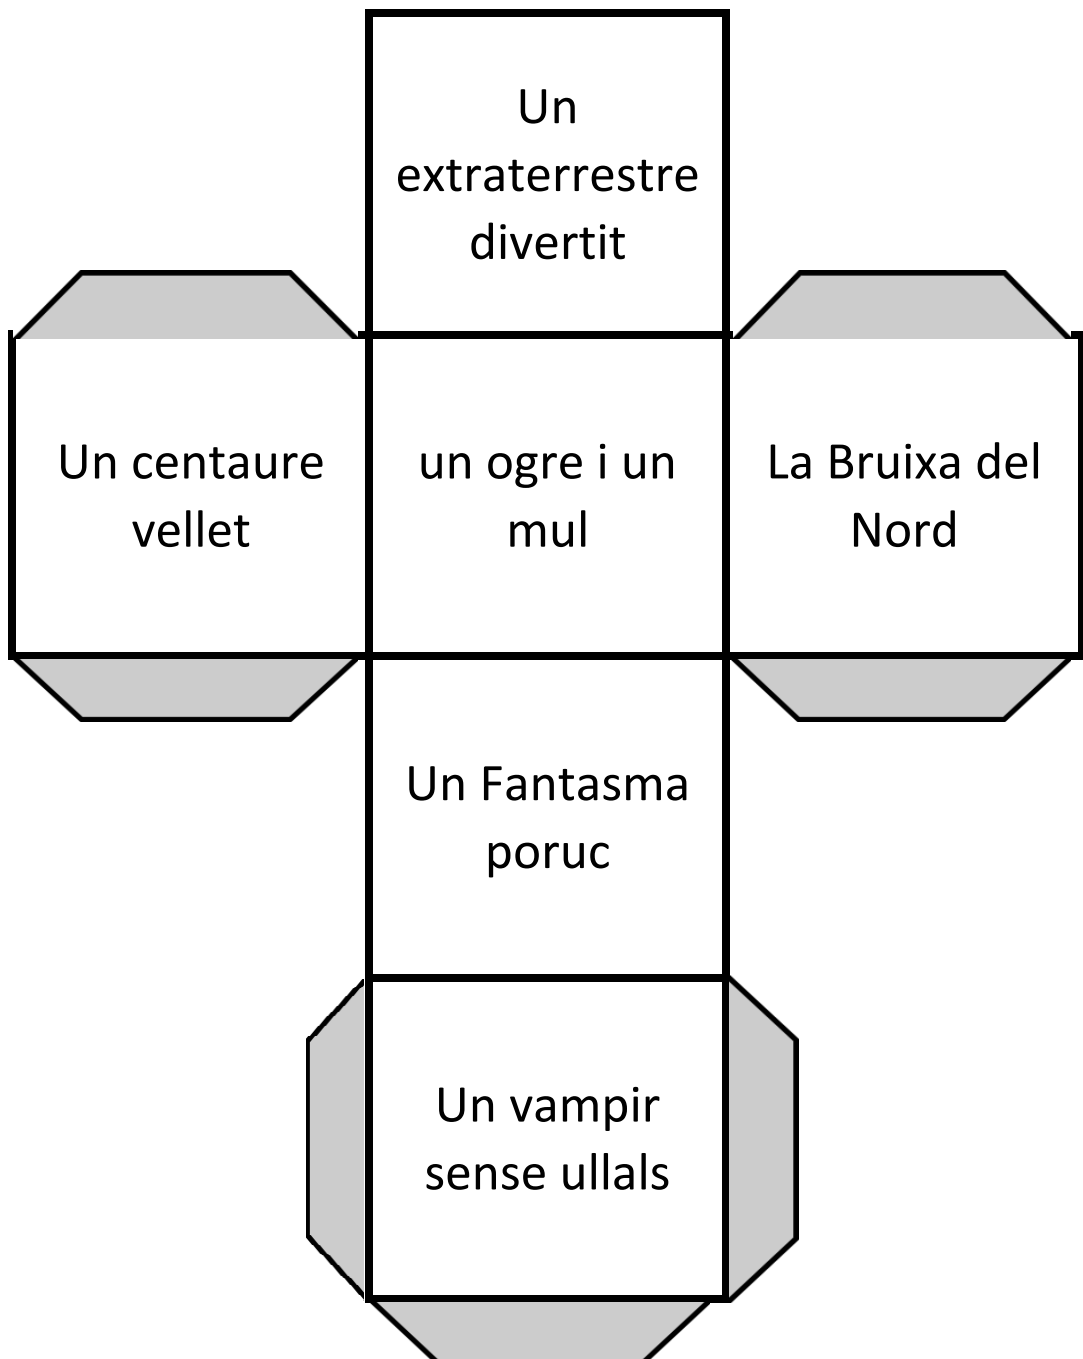 Un
extraterrestre
divertit
Un centaure
vellet
un ogre i un
mul
La Bruixa del
Nord
Un Fantasma
poruc
Un vampir
sense ullals